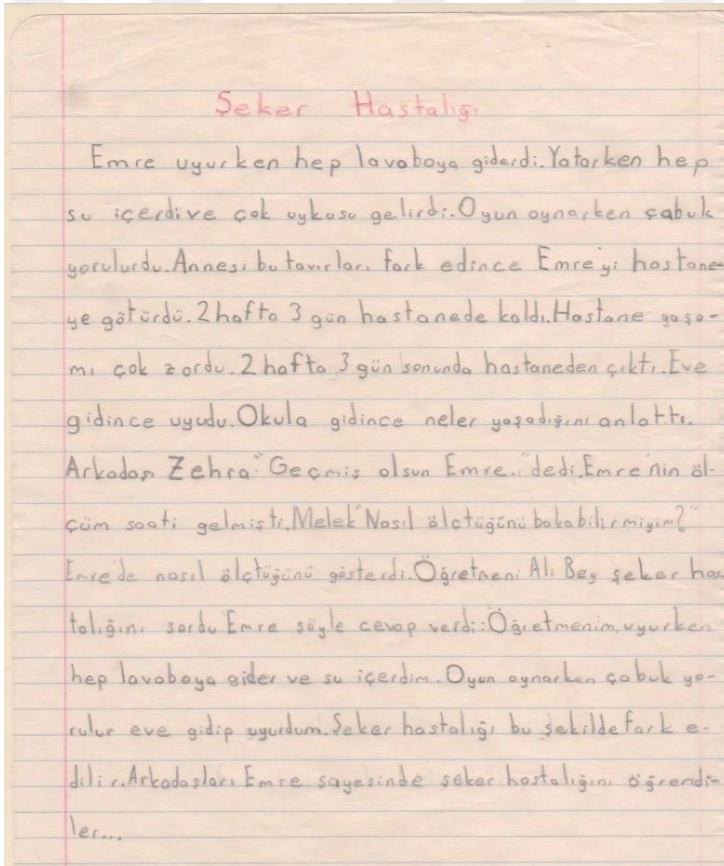 Şeker Hastalığı
Emre uyurken hep lavaboya giderdi. Yatarken hep
su içerdi ve çok uykusu gelirdi. Oyun oynarken çabuk
yorulurdu. Annesi bu tavırları fark edince Emre'yi hastane-
ye götürdü. 2 hafta 3 gün hastanede kaldı. Hastane yaşa-
mı çok zordu. 2 hafta 3 gün sonunda hastaneden çıktı. Eve
gidince uyudu. Okula gidince neler yaşadığını anlattı.
Arkadaşı Zehra "Geçmiş olsun Emre." dedi. Emre'nin öl-
çüm saati gelmişti. Melek "Nasıl ölçtüğünü bakabilirmiyim?"
Emre'de nasıl ölçtüğünü gösterdi. Öğretmeni Ali Bey şeker has
talığını sordu Emre şöyle cevap verdi: Öğretmenim, uyurken
hep lavaboya gider ve su içerdim. Oyun oynarken çabuk yo-
rulur eve gidip uyurdum. Şeker hastalığı bu şekilde fark e-
dilir. Arkadaşları Emre sayesinde şeker hastalığını öğrendi-
ler...